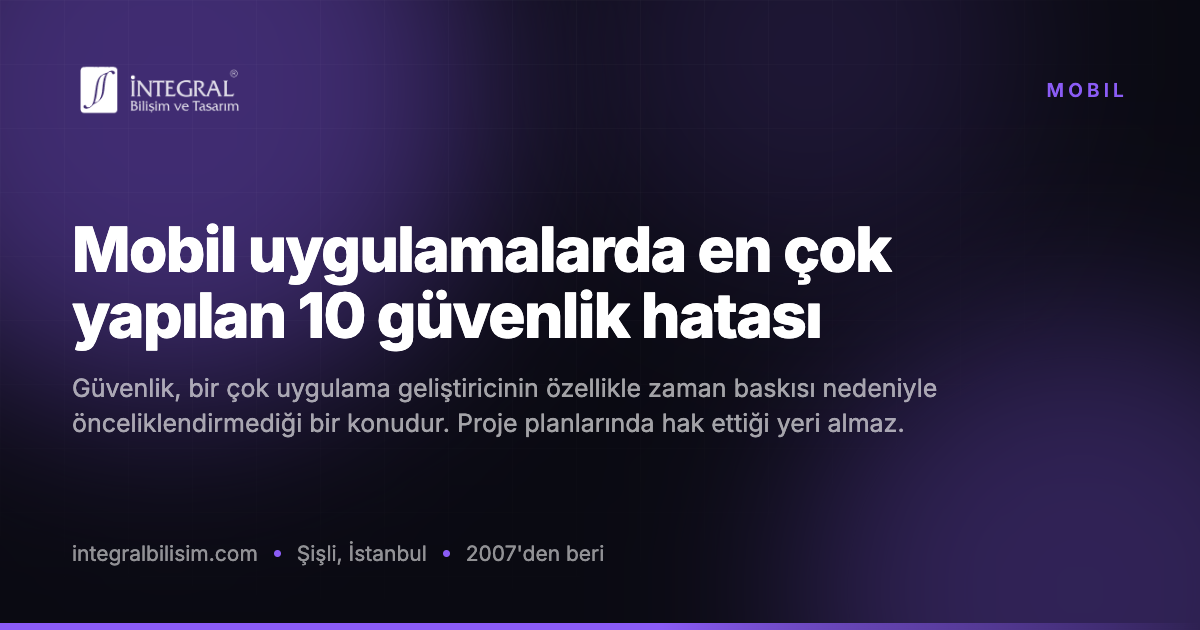 İNTEGRAL®
Bilişim ve Tasarım
MOBIL
Mobil uygulamalarda en çok
yapılan 10 güvenlik hatası
Güvenlik, bir çok uygulama geliştiricinin özellikle zaman baskısı nedeniyle
önceliklendirmediği bir konudur. Proje planlarında hak ettiği yeri almaz.
integralbilisim.com • Şişli, İstanbul • 2007'den beri